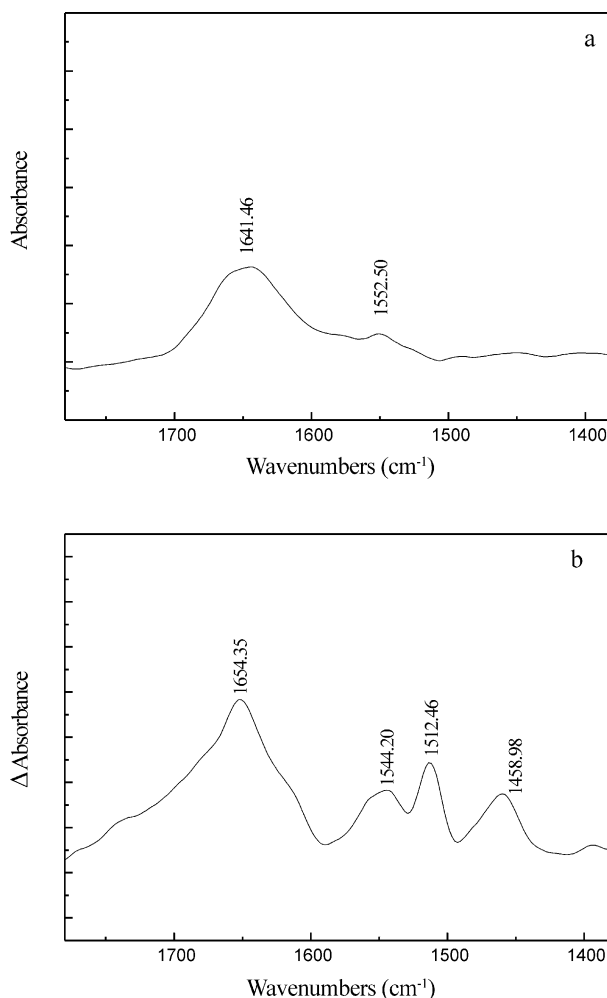 a
Absorbance
1641.46
1552.50
1700 1600 1500 1400
Wavenumbers (cm⁻¹)
b
Δ Absorbance
1654.35
1544.20
1512.46
1458.98
1700 1600 1500 1400
Wavenumbers (cm⁻¹)